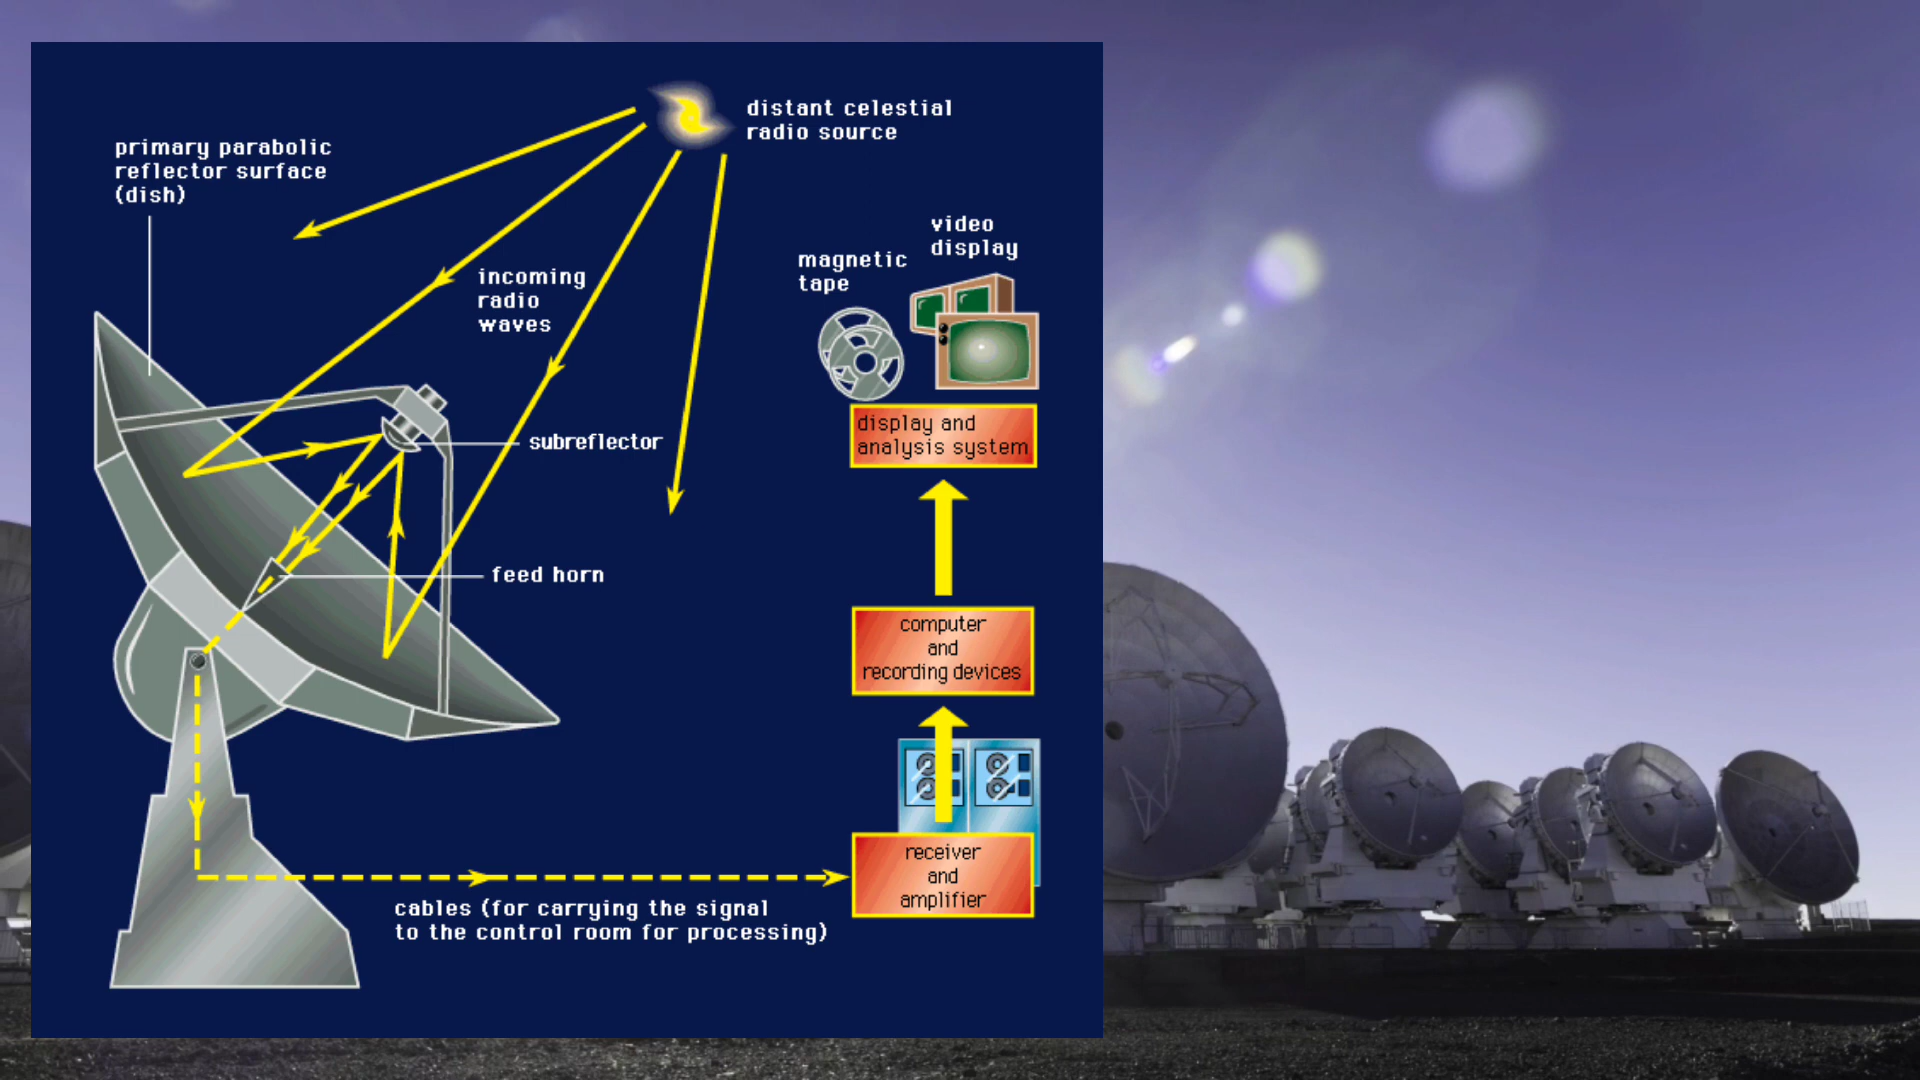 distant celestial
radio source
primary parabolic
reflector surface
(dish)
video
display
magnetic
tape
incoming
radio
waves
display and
analysis system
subreflector
feed horn
computer
and
recording devices
receiver
and
amplifier
cables (for carrying the signal
to the control room for processing)